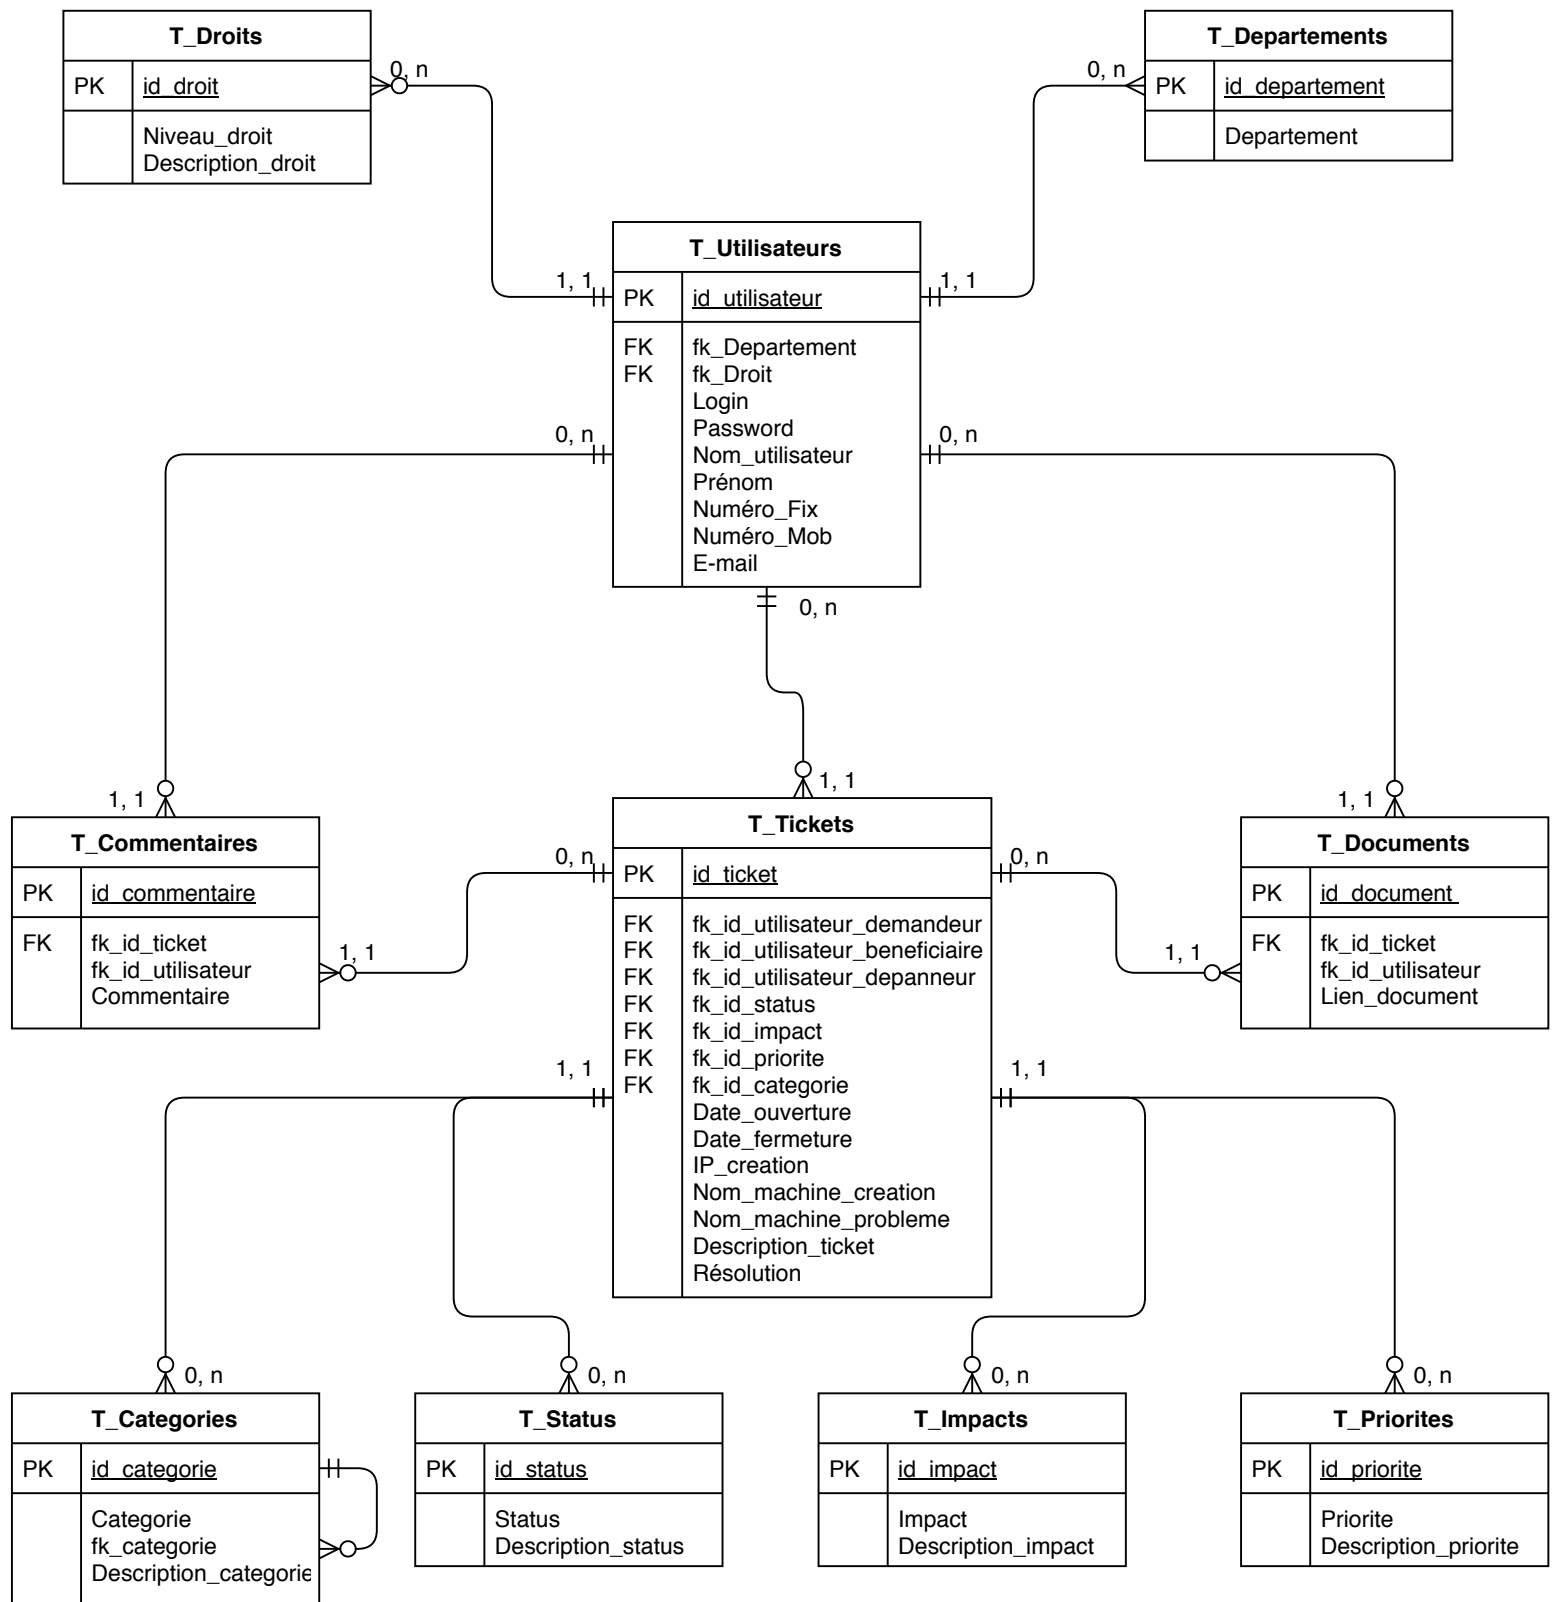 T_Droits
PK id_droit
Niveau_droit
Description_droit
0, n
T_Departements
PK id_departement
Departement
0, n
T_Utilisateurs
1, 1
PK id_utilisateur
1, 1
FK fk_Departement
FK fk_Droit
Login
Password
Nom_utilisateur
Prénom
Numéro_Fix
Numéro_Mob
E-mail
0, n
0, n
0, n
1, 1
1, 1
1, 1
T_Commentaires
PK id_commentaire
FK fk_id_ticket
fk_id_utilisateur
Commentaire
1, 1
0, n
T_Tickets
PK id_ticket
FK fk_id_utilisateur_demandeur
FK fk_id_utilisateur_beneficiaire
FK fk_id_utilisateur_depanneur
FK fk_id_status
FK fk_id_impact
FK fk_id_priorite
FK fk_id_categorie
Date_ouverture
Date_fermeture
IP_creation
Nom_machine_creation
Nom_machine_probleme
Description_ticket
Résolution
0, n
1, 1
T_Documents
PK id_document
FK fk_id_ticket
fk_id_utilisateur
Lien_document
1, 1
1, 1
0, n
0, n
0, n
0, n
T_Categories
PK id_categorie
Categorie
fk_categorie
Description_categorie
T_Status
PK id_status
Status
Description_status
T_Impacts
PK id_impact
Impact
Description_impact
T_Priorites
PK id_priorite
Priorite
Description_priorite